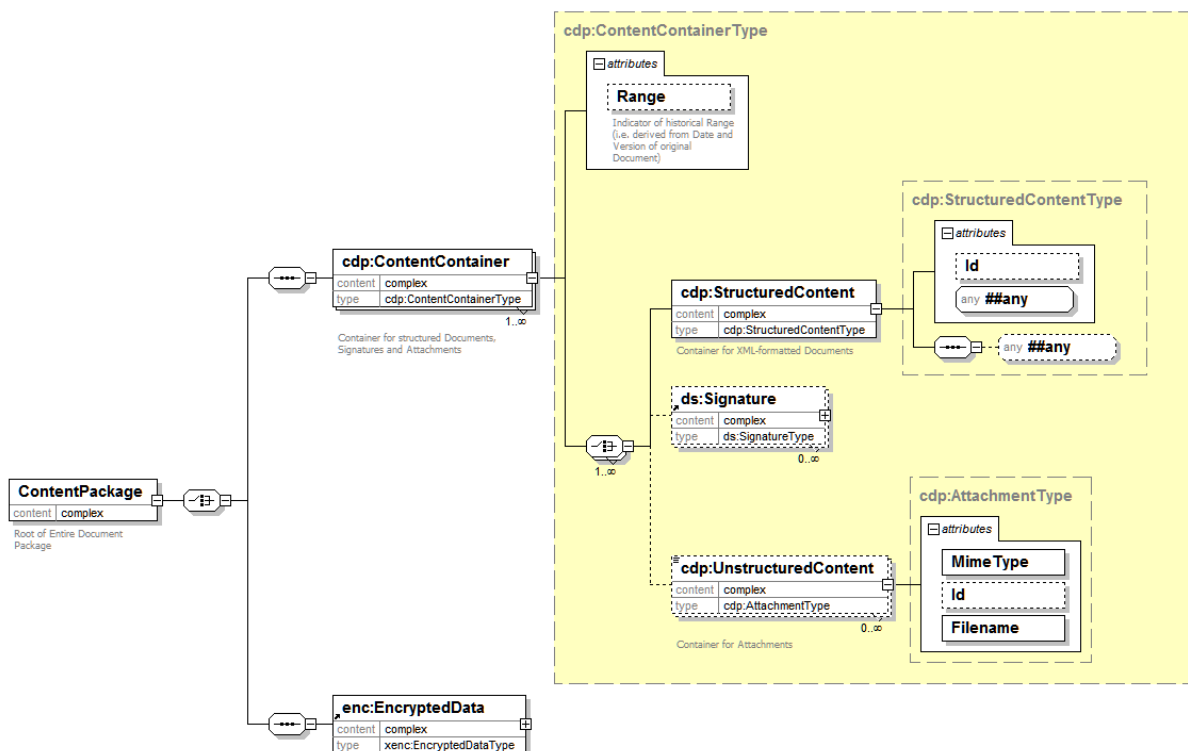 cdp:ContentContainerType
attributes
Range
Indicator of historical Range
(i.e. derived from Date and
Version of original
Document)
cdp:StructuredContentType
attributes
Id
any ##any
any ##any
cdp:ContentContainer
content complex
type cdp:ContentContainerType
1..∞
Container for structured Documents,
Signatures and Attachments
cdp:StructuredContent
content complex
type cdp:StructuredContentType
Container for XML-formatted Documents
ds:Signature
content complex
type ds:SignatureType
0..∞
1..∞
ContentPackage
content complex
Root of Entire Document
Package
cdp:AttachmentType
attributes
MimeType
Id
Filename
cdp:UnstructuredContent
content complex
type cdp:AttachmentType
0..∞
Container for Attachments
enc:EncryptedData
content complex
type xenc:EncryptedDataType